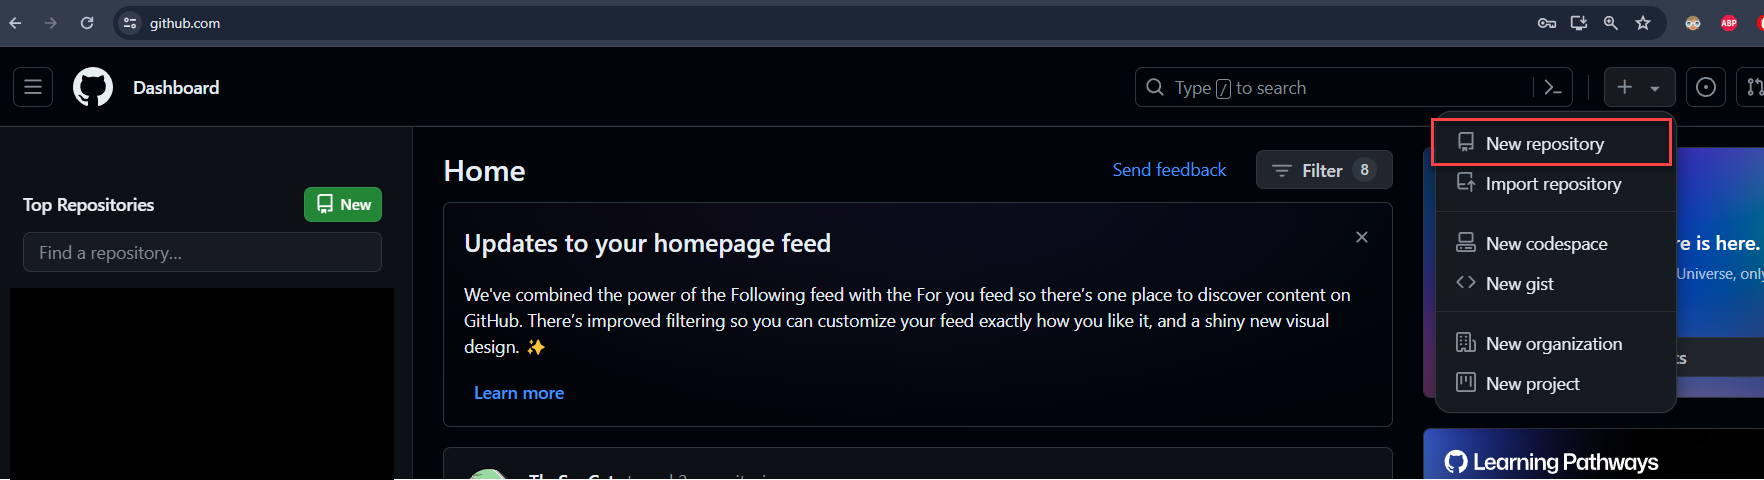 github.com
ABP
Dashboard
Type / to search
New repository
Import repository
New codespace
New gist
New organization
New project
Top Repositories
New
Find a repository...
Home
Send feedback
Filter 8
Updates to your homepage feed
We've combined the power of the Following feed with the For you feed so there's one place to discover content on
GitHub. There's improved filtering so you can customize your feed exactly how you like it, and a shiny new visual
design. ✨
Learn more
is here.
Universe, only
Learning Pathways